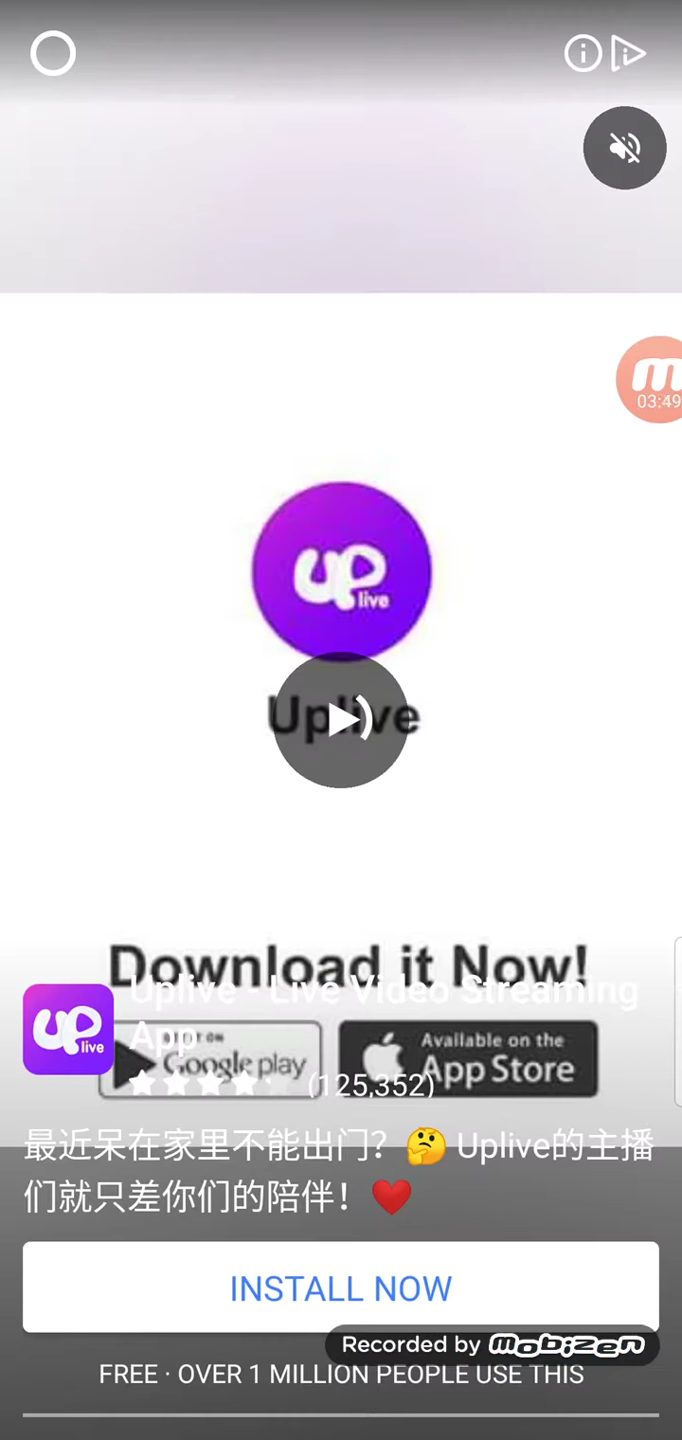 03:49
up
live
Uplive
Download it Now!
Uplive - Live Video Streaming
App
up
live
Google play
Available on the
App Store
(125,352)
最近呆在家里不能出门？🤔 Uplive的主播
们就只差你们的陪伴！❤️
INSTALL NOW
Recorded by mobizen
FREE · OVER 1 MILLION PEOPLE USE THIS